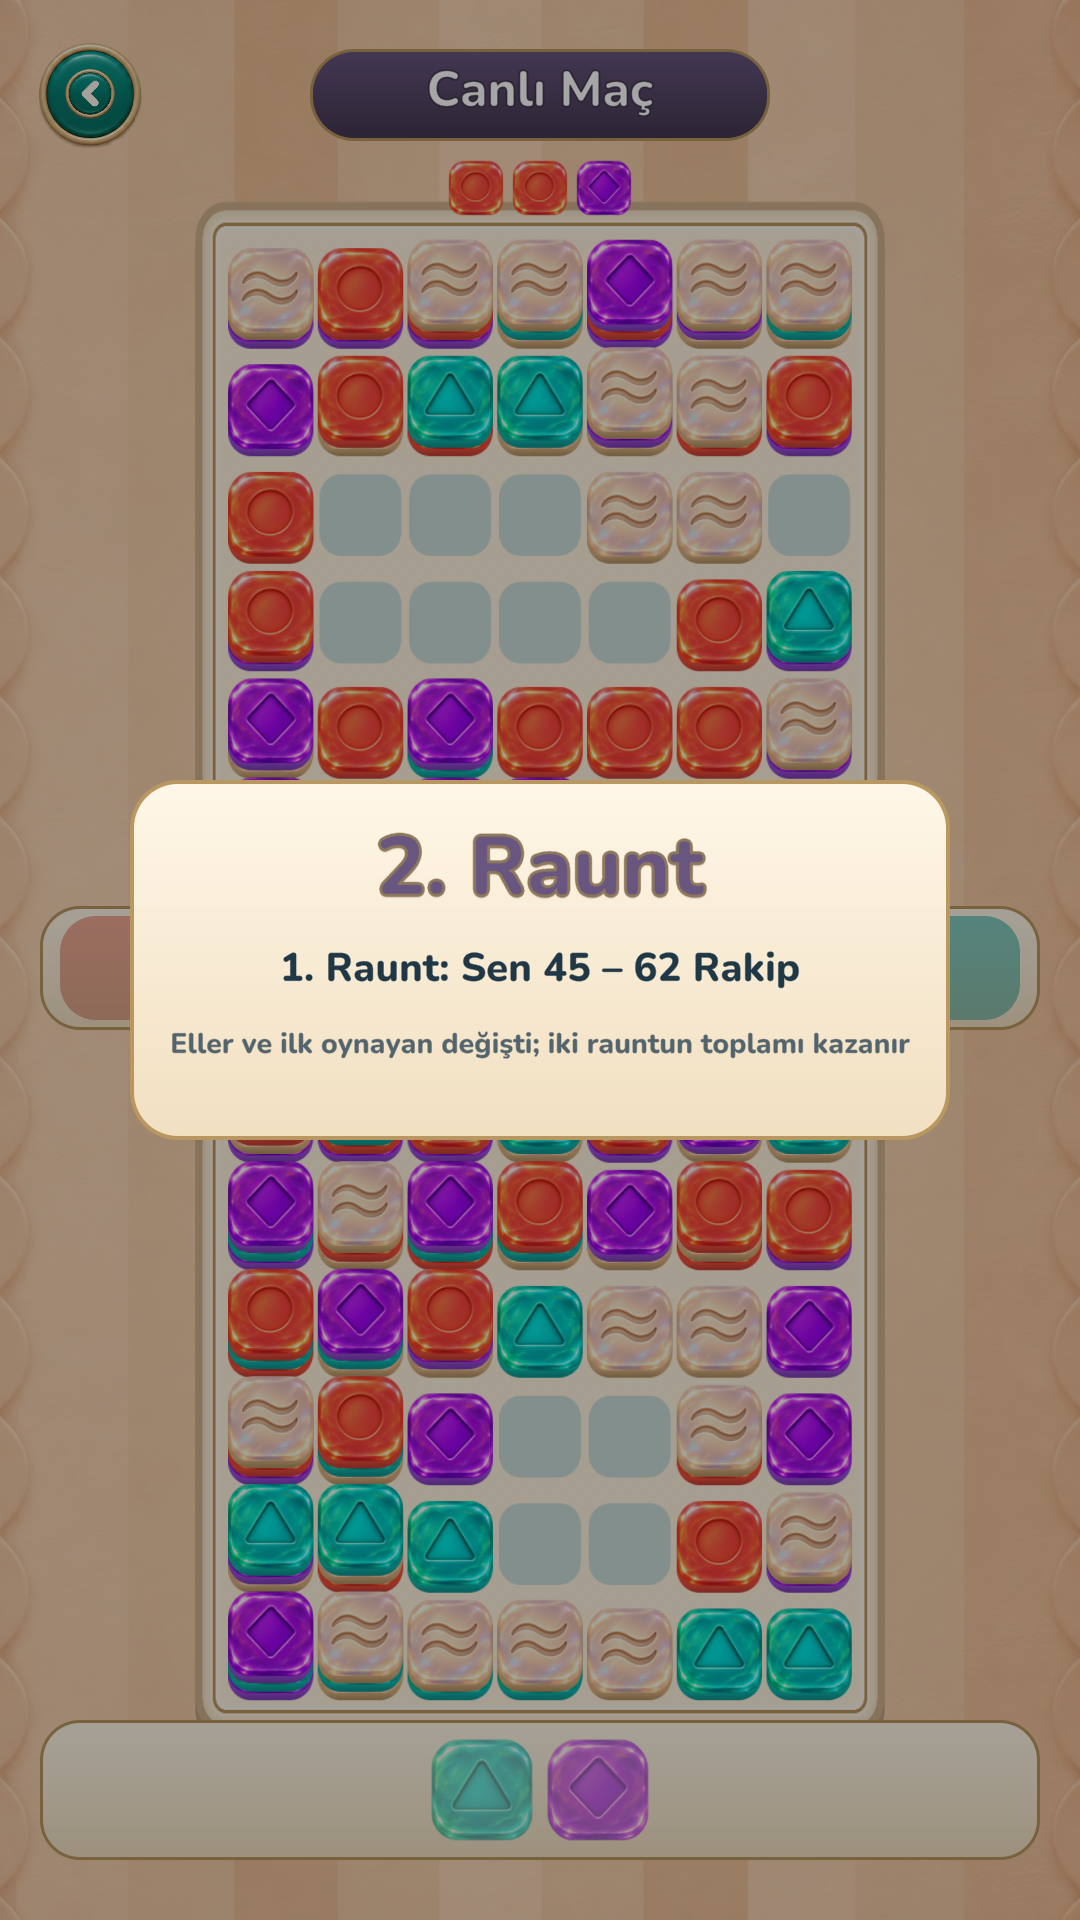 Canlı Maç
2. Raunt
1. Raunt: Sen 45 – 62 Rakip
Eller ve ilk oynayan değişti; iki rauntun toplamı kazanır